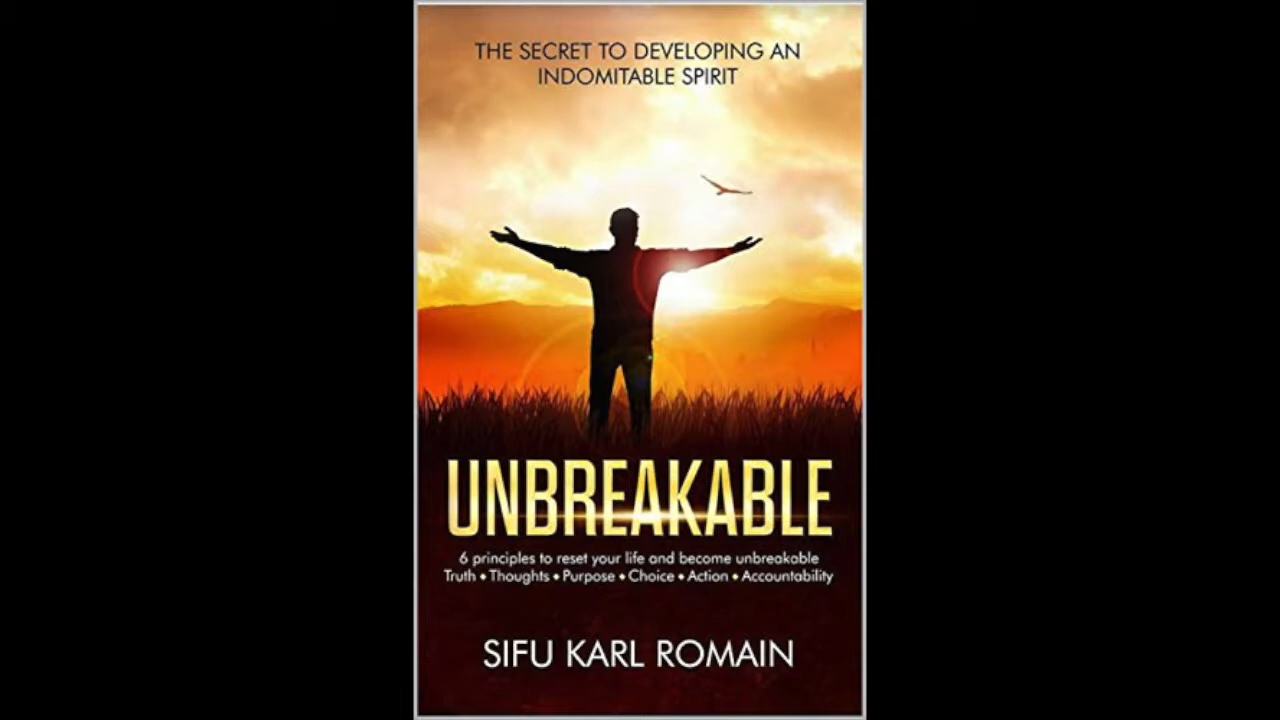 THE SECRET TO DEVELOPING AN
INDOMITABLE SPIRIT
UNBREAKABLE
6 principles to reset your life and become unbreakable
Truth • Thoughts • Purpose • Choice • Action • Accountability
SIFU KARL ROMAIN